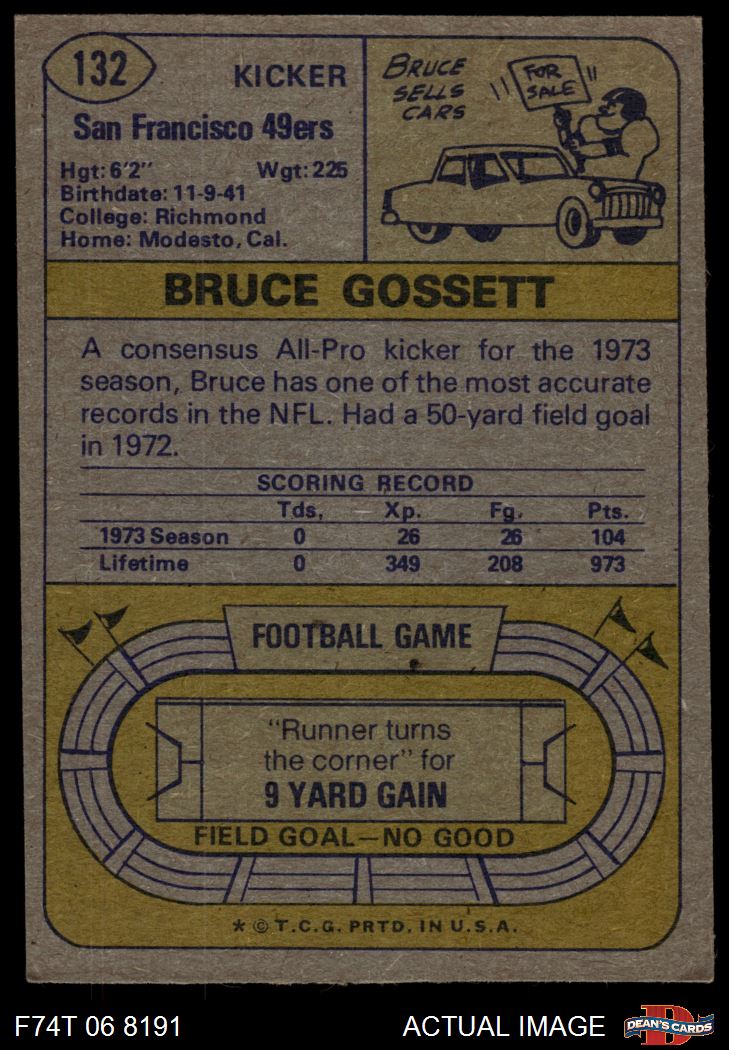 132
KICKER
San Francisco 49ers
Hgt: 6'2" Wgt: 225
Birthdate: 11-9-41
College: Richmond
Home: Modesto, Cal.
BRUCE
SELLS
CARS
FOR
SALE
BRUCE GOSSETT
A consensus All-Pro kicker for the 1973
season, Bruce has one of the most accurate
records in the NFL. Had a 50-yard field goal
in 1972.
SCORING RECORD
Tds. Xp. Fg. Pts.
1973 Season 0 26 26 104
Lifetime 0 349 208 973
FOOTBALL GAME
"Runner turns
the corner" for
9 YARD GAIN
FIELD GOAL—NO GOOD
* © T.C.G. PRTD. IN U.S.A.
F74T 06 8191 ACTUAL IMAGE
D
DEAN'S CARDS